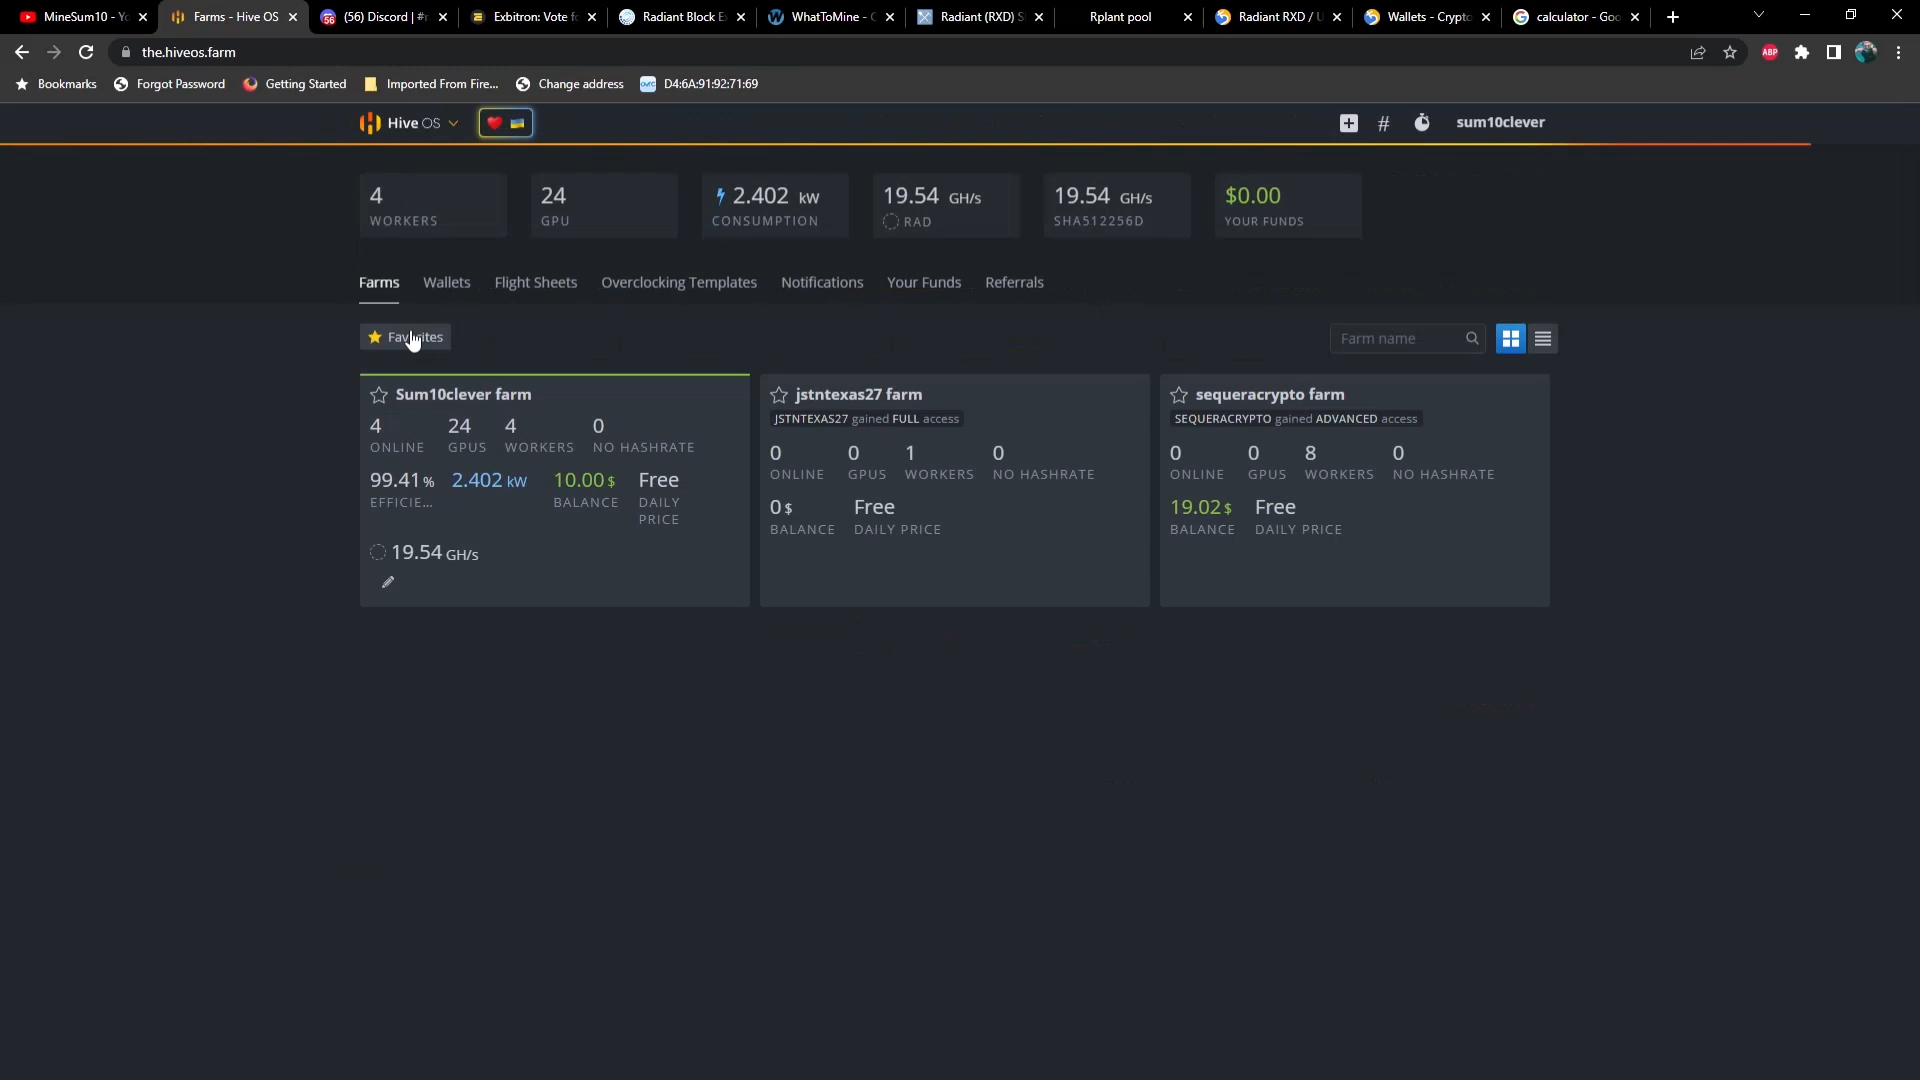 MineSum10 - Yo
Farms - Hive OS
(56) Discord | #r
Exbitron: Vote fo
Radiant Block E
WhatToMine - C
Radiant (RXD) S
Rplant pool
Radiant RXD / U
Wallets - Crypto
calculator - Goo
the.hiveos.farm
ABP
Bookmarks
Forgot Password
Getting Started
Imported From Fire...
Change address
D4:6A:91:92:71:69
Hive OS
#
sum10clever
4
WORKERS
24
GPU
2.402 kW
CONSUMPTION
19.54 GH/s
RAD
19.54 GH/s
SHA512256D
$0.00
YOUR FUNDS
Farms Wallets Flight Sheets Overclocking Templates Notifications Your Funds Referrals
Favorites
Farm name
Sum10clever farm
4 24 4 0
ONLINE GPUS WORKERS NO HASHRATE
99.41 % 2.402 kW 10.00 $ Free
EFFICIE... BALANCE DAILY
PRICE
19.54 GH/s
jstntexas27 farm
JSTNTEXAS27 gained FULL access
0 0 1 0
ONLINE GPUS WORKERS NO HASHRATE
0 $ Free
BALANCE DAILY PRICE
sequeracrypto farm
SEQUERACRYPTO gained ADVANCED access
0 0 8 0
ONLINE GPUS WORKERS NO HASHRATE
19.02 $ Free
BALANCE DAILY PRICE